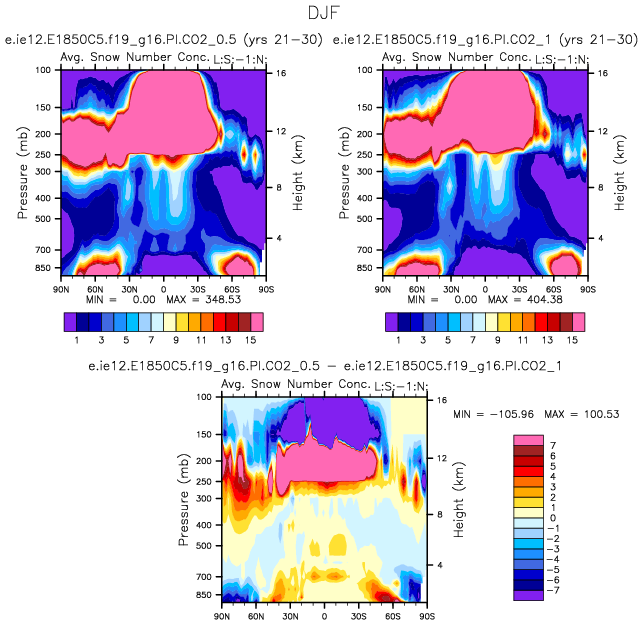 DJF
e.ie12.E1850C5.f19_g16.PI.CO2_0.5 (yrs 21-30)
e.ie12.E1850C5.f19_g16.PI.CO2_1 (yrs 21-30)
Avg. Snow Number Conc. L:S:-1:N:
Avg. Snow Number Conc. L:S:-1:N:
Pressure (mb)
100
150
200
250
300
400
500
700
850
16
12
8
4
Height (km)
90N 60N 30N 0 30S 60S 90S
MIN = 0.00 MAX = 348.53
1 3 5 7 9 11 13 15
Pressure (mb)
100
150
200
250
300
400
500
700
850
16
12
8
4
Height (km)
90N 60N 30N 0 30S 60S 90S
MIN = 0.00 MAX = 404.38
1 3 5 7 9 11 13 15
e.ie12.E1850C5.f19_g16.PI.CO2_0.5 - e.ie12.E1850C5.f19_g16.PI.CO2_1
Avg. Snow Number Conc. L:S:-1:N:
Pressure (mb)
100
150
200
250
300
400
500
700
850
16
12
8
4
Height (km)
90N 60N 30N 0 30S 60S 90S
MIN = -105.96 MAX = 100.53
7
6
5
4
3
2
1
0
-1
-2
-3
-4
-5
-6
-7